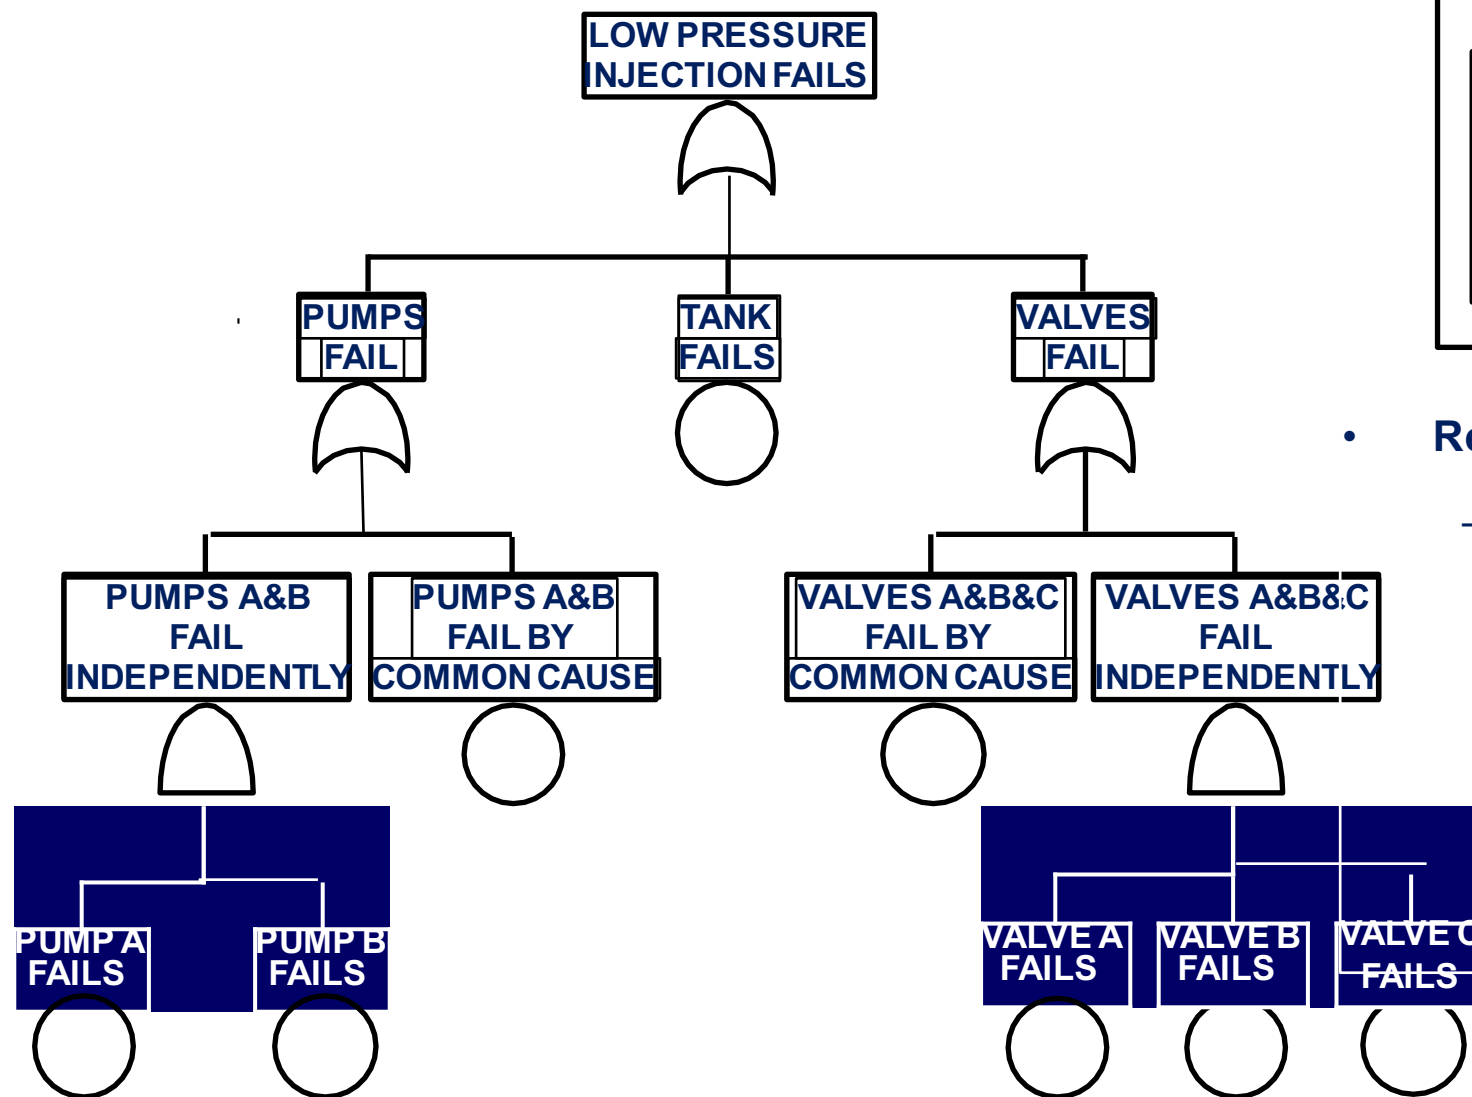 LOW PRESSURE
INJECTION FAILS
PUMPS
FAIL
TANK
FAILS
VALVES
FAIL
•
PUMPS A&B
FAIL
INDEPENDENTLY
PUMPS A&B
FAIL BY
COMMON CAUSE
VALVES A&B&C
FAIL BY
COMMON CAUSE
VALVES A&B&C
FAIL
INDEPENDENTLY
PUMP A
FAILS
PUMP B
FAILS
VALVE A
FAILS
VALVE B
FAILS
VALVE C
FAILS